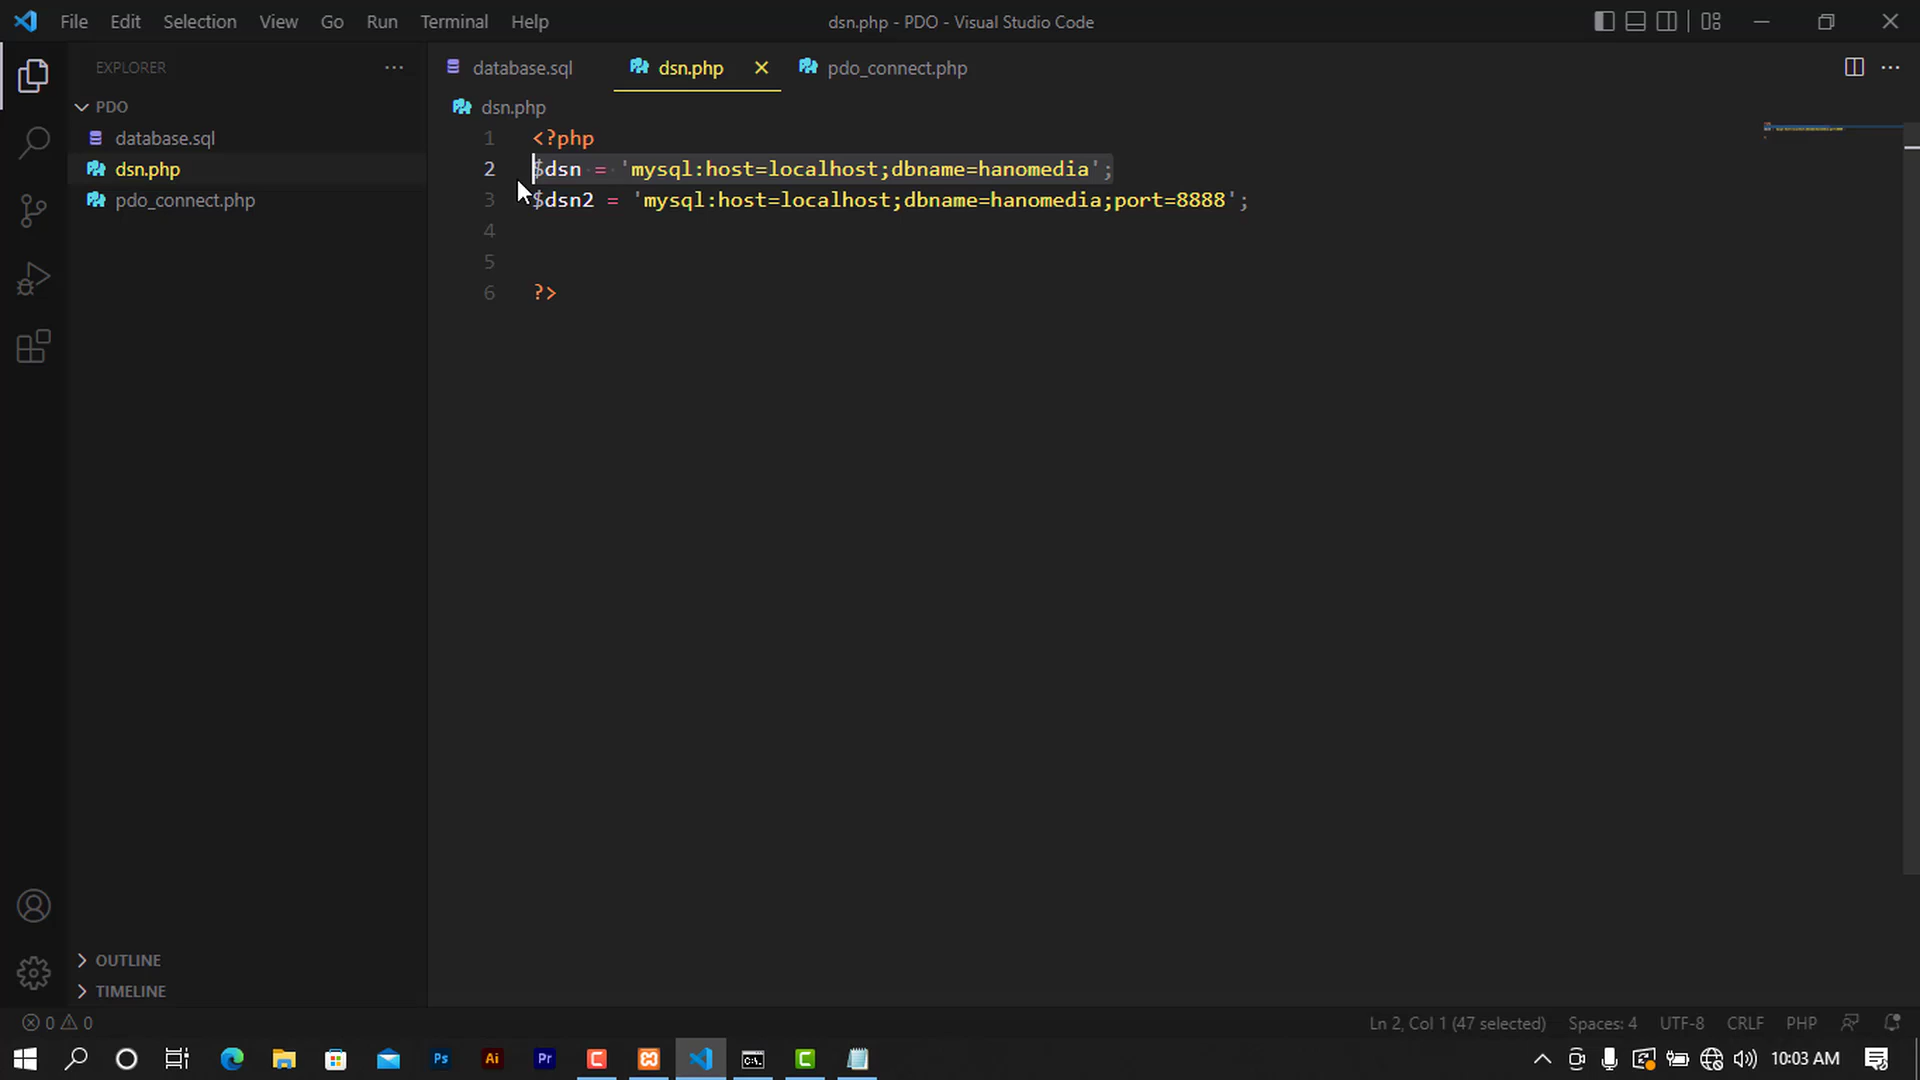 File Edit Selection View Go Run Terminal Help
dsn.php - PDO - Visual Studio Code
EXPLORER
PDO
database.sql
dsn.php
pdo_connect.php
OUTLINE
TIMELINE
database.sql dsn.php pdo_connect.php
dsn.php
1 <?php
2 $dsn = 'mysql:host=localhost;dbname=hanomedia';
3 $dsn2 = 'mysql:host=localhost;dbname=hanomedia;port=8888';
4
5
6 ?>
0 0
Ln 2, Col 1 (47 selected) Spaces: 4 UTF-8 CRLF PHP
Ps Ai Pr C C
10:03 AM